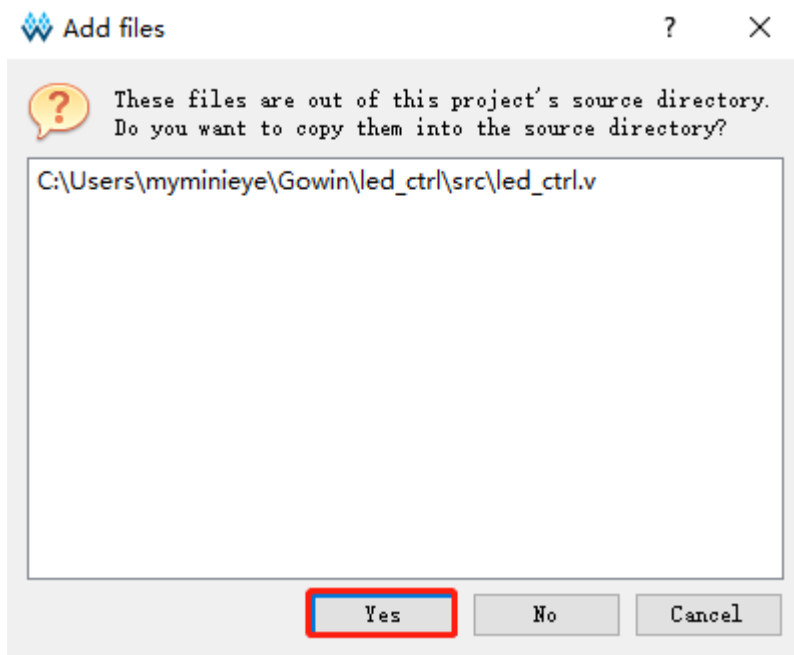 Add files
?
These files are out of this project's source directory.
Do you want to copy them into the source directory?
C:\Users\myminieye\Gowin\led_ctrl\src\led_ctrl.v
Yes No Cancel